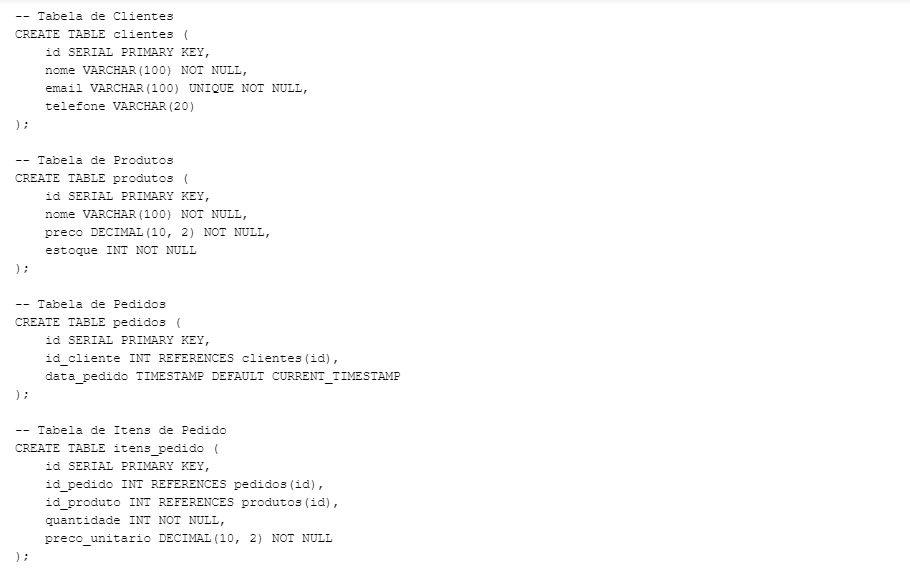 -- Tabela de Clientes
CREATE TABLE clientes (
    id SERIAL PRIMARY KEY,
    nome VARCHAR(100) NOT NULL,
    email VARCHAR(100) UNIQUE NOT NULL,
    telefone VARCHAR(20)
);

-- Tabela de Produtos
CREATE TABLE produtos (
    id SERIAL PRIMARY KEY,
    nome VARCHAR(100) NOT NULL,
    preco DECIMAL(10, 2) NOT NULL,
    estoque INT NOT NULL
);

-- Tabela de Pedidos
CREATE TABLE pedidos (
    id SERIAL PRIMARY KEY,
    id_cliente INT REFERENCES clientes(id),
    data_pedido TIMESTAMP DEFAULT CURRENT_TIMESTAMP
);

-- Tabela de Itens de Pedido
CREATE TABLE itens_pedido (
    id SERIAL PRIMARY KEY,
    id_pedido INT REFERENCES pedidos(id),
    id_produto INT REFERENCES produtos(id),
    quantidade INT NOT NULL,
    preco_unitario DECIMAL(10, 2) NOT NULL
);